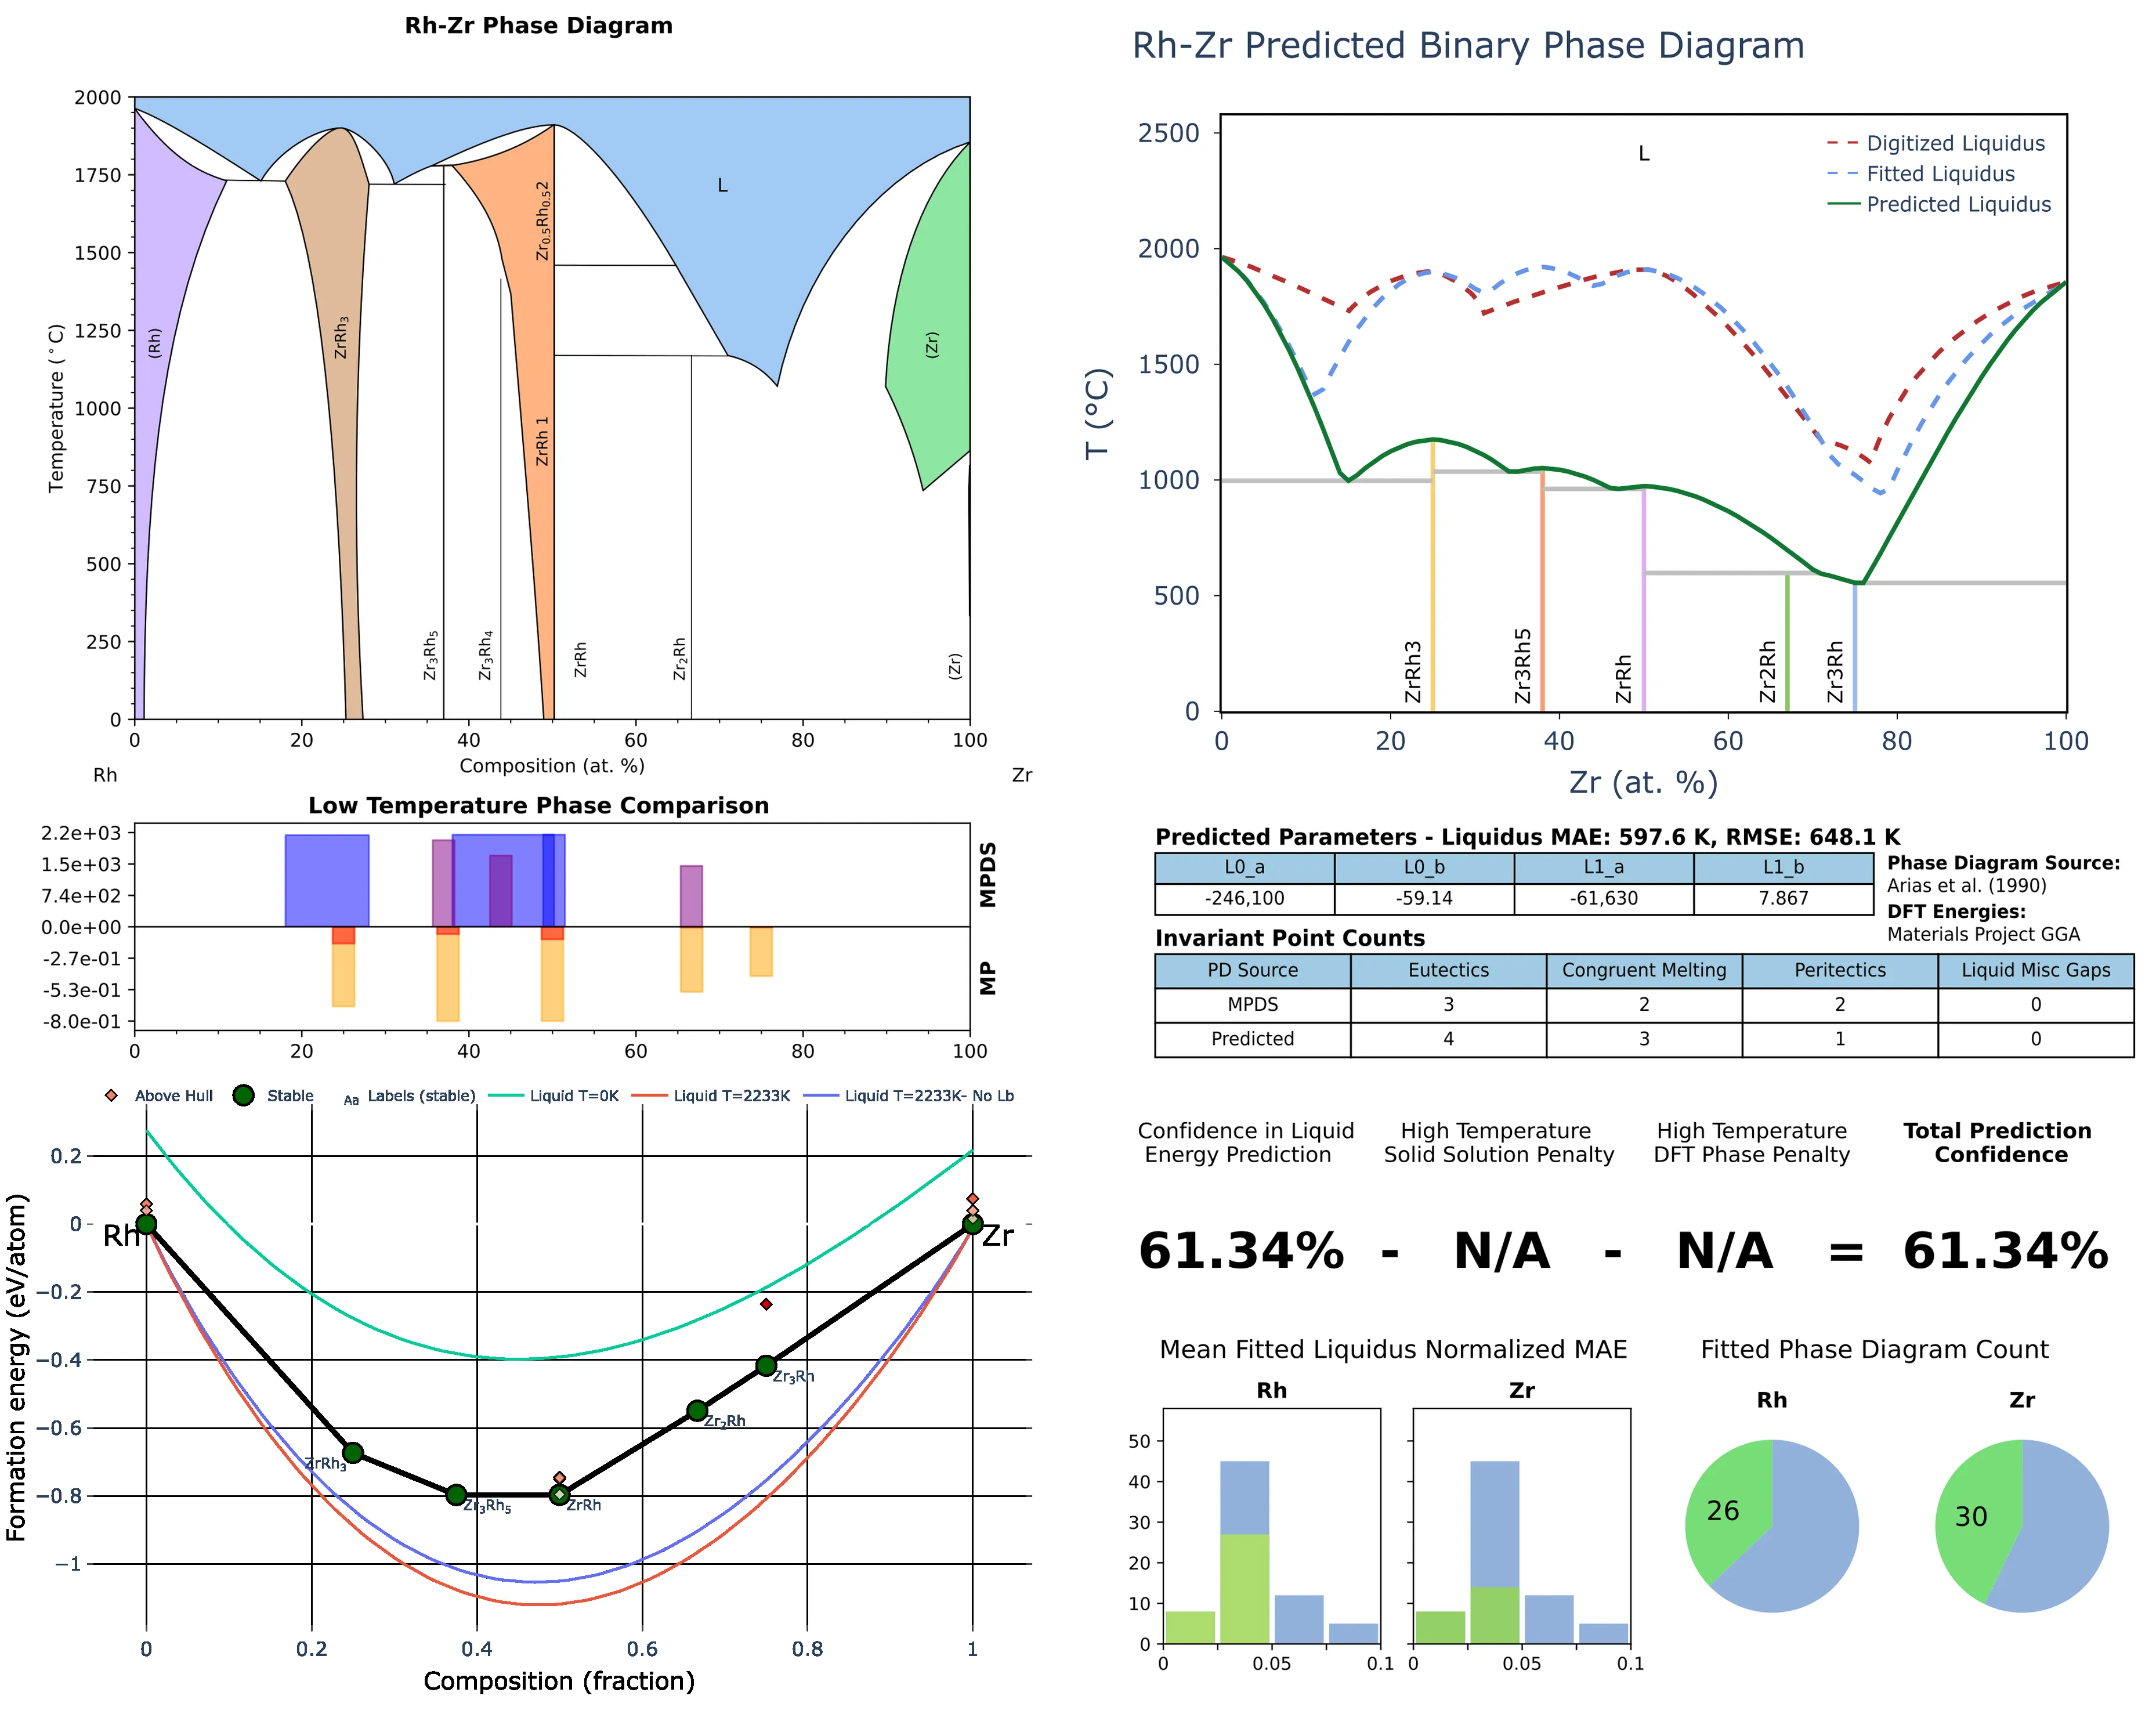 Rh-Zr Phase Diagram
2000
1750
1500
1250
1000
750
500
250
0
Temperature (°C)
(Rh)
ZrRh3
Zr3Rh5
Zr3Rh4
Zr0.5Rh0.52
ZrRh 1
ZrRh
Zr2Rh
L
(Zr)
(Zr)
0 20 40 60 80 100
Composition (at. %)
Rh Zr
Low Temperature Phase Comparison
2.2e+03
1.5e+03
7.4e+02
0.0e+00
-2.7e-01
-5.3e-01
-8.0e-01
MPDS
MP
0 20 40 60 80 100
Above Hull Stable Aa Labels (stable) Liquid T=0K Liquid T=2233K Liquid T=2233K- No Lb
0.2
0
−0.2
−0.4
−0.6
−0.8
−1
Formation energy (eV/atom)
Rh
Zr
ZrRh3
Zr3Rh5
ZrRh
Zr2Rh
Zr3Rh
0 0.2 0.4 0.6 0.8 1
Composition (fraction)
Rh-Zr Predicted Binary Phase Diagram
2500
2000
1500
1000
500
0
T (°C)
L
Digitized Liquidus
Fitted Liquidus
Predicted Liquidus
ZrRh3
Zr3Rh5
ZrRh
Zr2Rh
Zr3Rh
0 20 40 60 80 100
Zr (at. %)
Predicted Parameters - Liquidus MAE: 597.6 K, RMSE: 648.1 K
L0_a L0_b L1_a L1_b
-246,100 -59.14 -61,630 7.867
Phase Diagram Source:
Arias et al. (1990)
DFT Energies:
Materials Project GGA
Invariant Point Counts
PD Source Eutectics Congruent Melting Peritectics Liquid Misc Gaps
MPDS 3 2 2 0
Predicted 4 3 1 0
Confidence in Liquid
Energy Prediction
High Temperature
Solid Solution Penalty
High Temperature
DFT Phase Penalty
Total Prediction
Confidence
61.34% - N/A - N/A = 61.34%
Mean Fitted Liquidus Normalized MAE
Rh
Zr
50
40
30
20
10
0
0 0.05 0.1
0 0.05 0.1
Fitted Phase Diagram Count
Rh
Zr
26
30